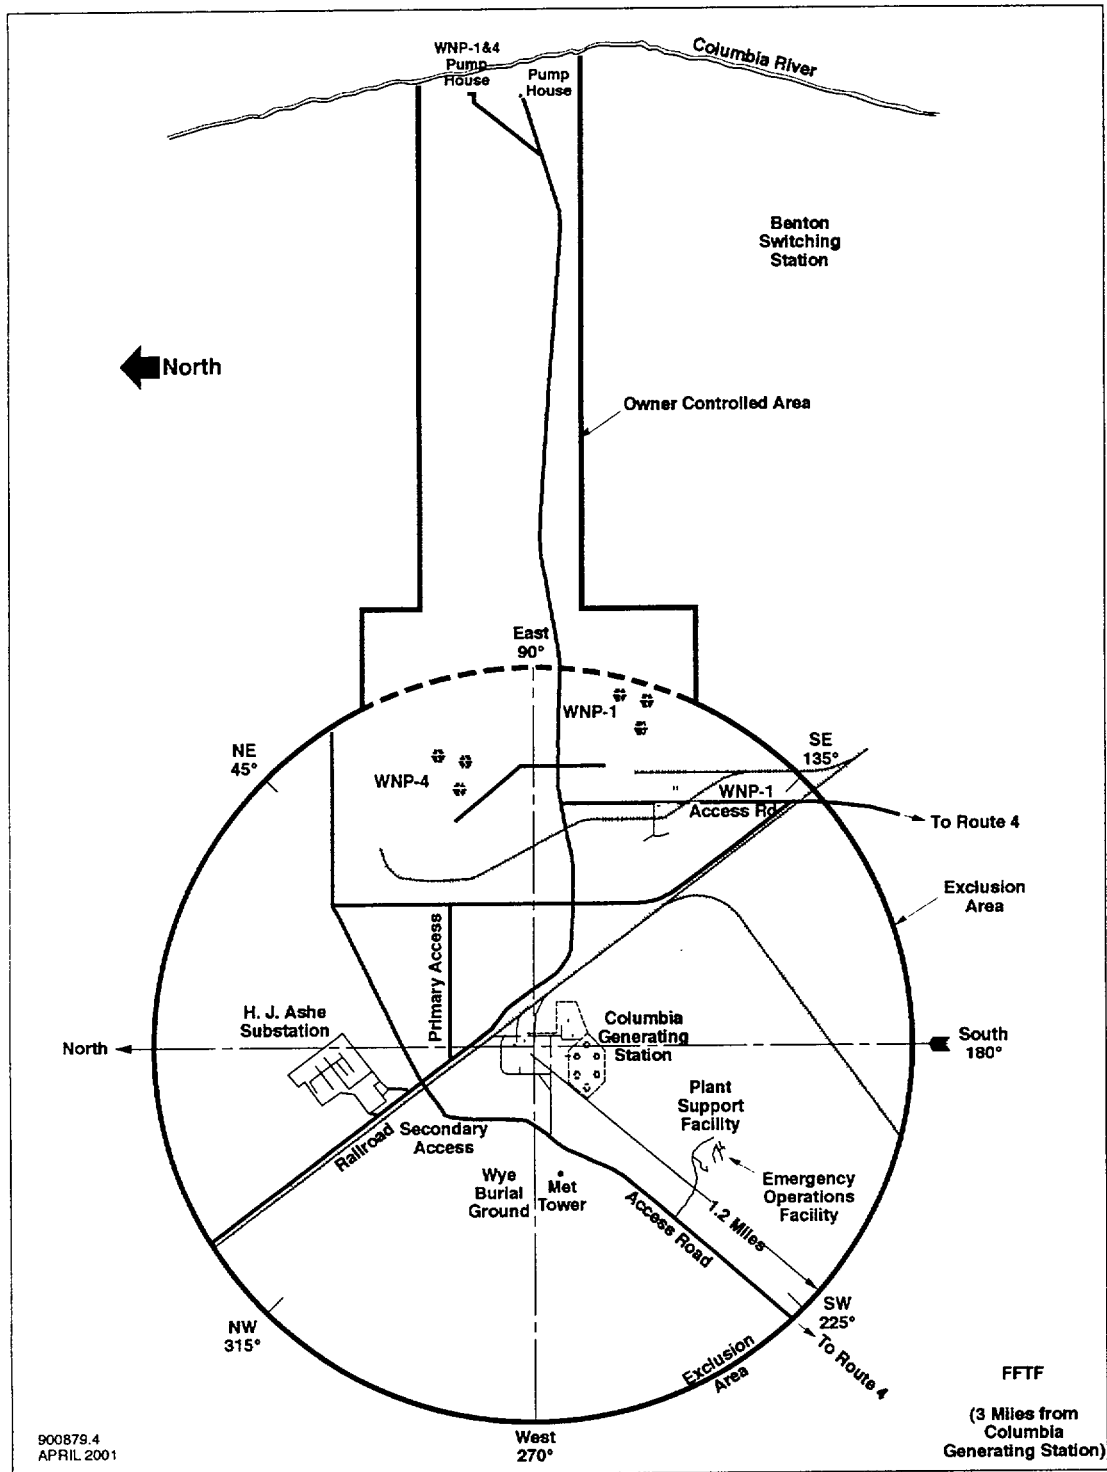 Columbia River
WNP-1&4
Pump
House
Pump
House
Benton
Switching
Station
North
Owner Controlled Area
East
90°
WNP-1
NE
45°
SE
135°
WNP-4
WNP-1
Access Rd
To Route 4
Exclusion
Area
Primary Access
H. J. Ashe
Substation
Columbia
Generating
Station
North
South
180°
Plant
Support
Facility
Railroad
Secondary
Access
Wye
Burial
Ground
Met
Tower
Emergency
Operations
Facility
Access Road
1.2 Miles
NW
315°
SW
225°
To Route 4
Exclusion
Area
FFTF
(3 Miles from
Columbia
Generating Station)
West
270°
900879.4
APRIL 2001